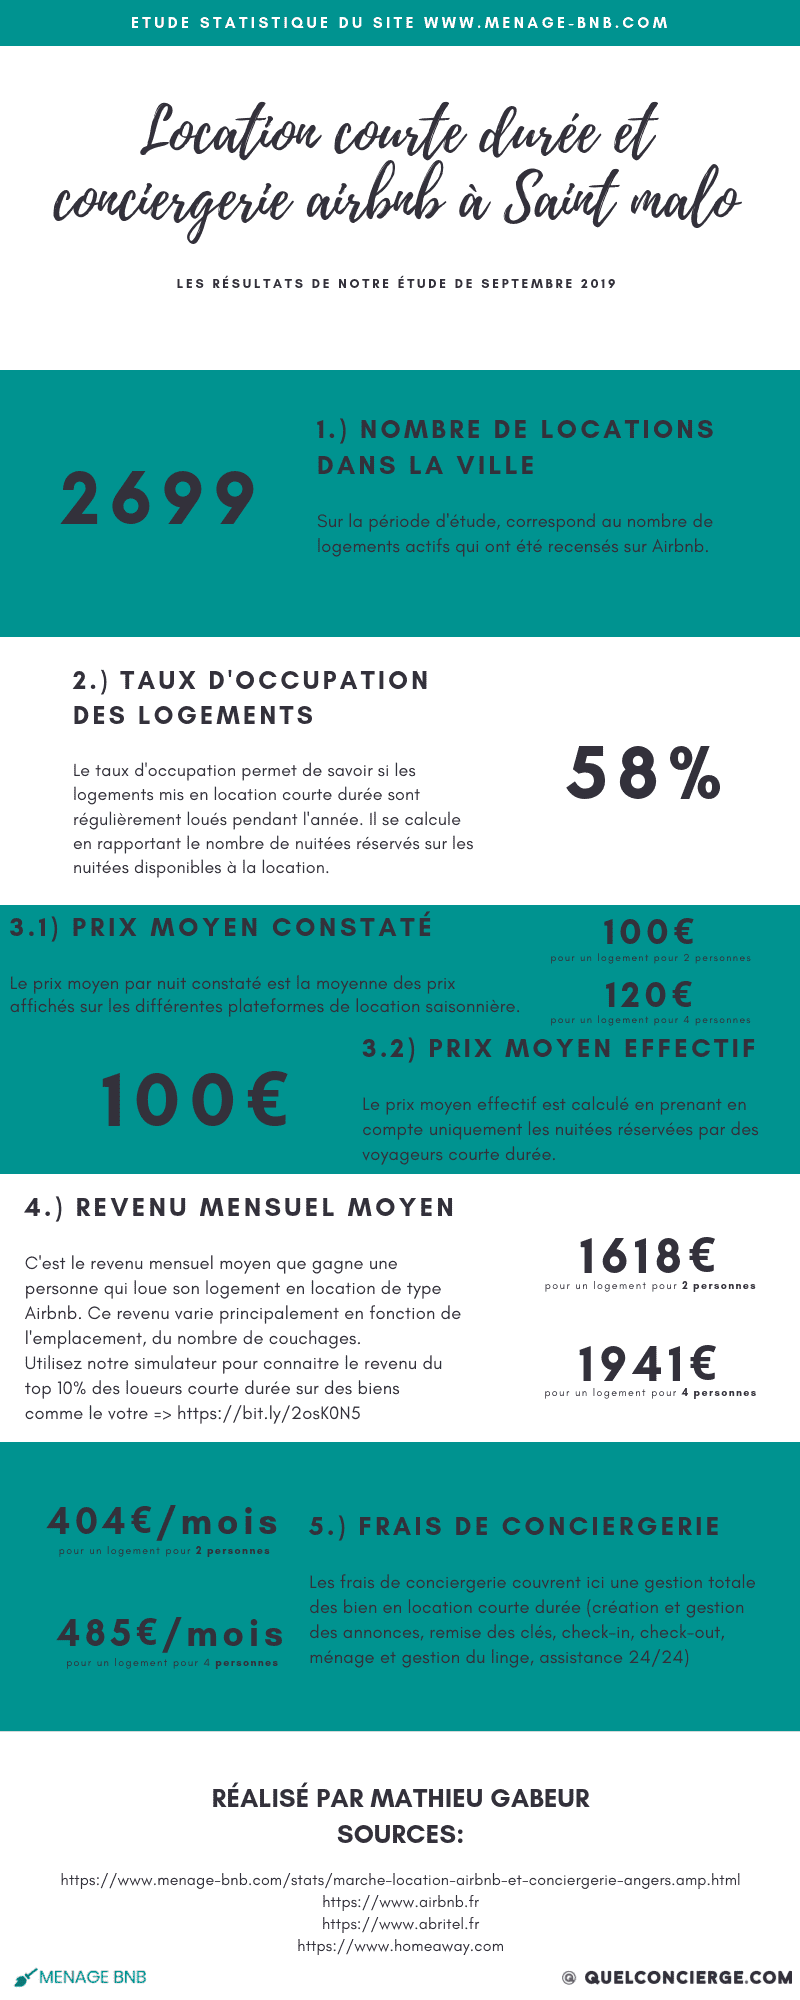 ETUDE STATISTIQUE DU SITE WWW.MENAGE-BNB.COM
Location courte durée et
conciergerie airbnb à Saint malo
LES RÉSULTATS DE NOTRE ÉTUDE DE SEPTEMBRE 2019
2699
1.) NOMBRE DE LOCATIONS
DANS LA VILLE
Sur la période d'étude, correspond au nombre de
logements actifs qui ont été recensés sur Airbnb.
2.) TAUX D'OCCUPATION
DES LOGEMENTS
Le taux d'occupation permet de savoir si les
logements mis en location courte durée sont
régulièrement loués pendant l'année. Il se calcule
en rapportant le nombre de nuitées réservés sur les
nuitées disponibles à la location.
58%
3.1) PRIX MOYEN CONSTATÉ
Le prix moyen par nuit constaté est la moyenne des prix
affichés sur les différentes plateformes de location saisonnière.
100€
pour un logement pour 2 personnes
120€
pour un logement pour 4 personnes
100€
3.2) PRIX MOYEN EFFECTIF
Le prix moyen effectif est calculé en prenant en
compte uniquement les nuitées réservées par des
voyageurs courte durée.
4.) REVENU MENSUEL MOYEN
C'est le revenu mensuel moyen que gagne une
personne qui loue son logement en location de type
Airbnb. Ce revenu varie principalement en fonction de
l'emplacement, du nombre de couchages.
Utilisez notre simulateur pour connaitre le revenu du
top 10% des loueurs courte durée sur des biens
comme le votre => https://bit.ly/2osK0N5
1618€
pour un logement pour 2 personnes
1941€
pour un logement pour 4 personnes
404€/mois
pour un logement pour 2 personnes
485€/mois
pour un logement pour 4 personnes
5.) FRAIS DE CONCIERGERIE
Les frais de conciergerie couvrent ici une gestion totale
des bien en location courte durée (création et gestion
des annonces, remise des clés, check-in, check-out,
ménage et gestion du linge, assistance 24/24)
RÉALISÉ PAR MATHIEU GABEUR
SOURCES:
https://www.menage-bnb.com/stats/marche-location-airbnb-et-conciergerie-angers.amp.html
https://www.airbnb.fr
https://www.abritel.fr
https://www.homeaway.com
MENAGE BNB
@ QUELCONCIERGE.COM